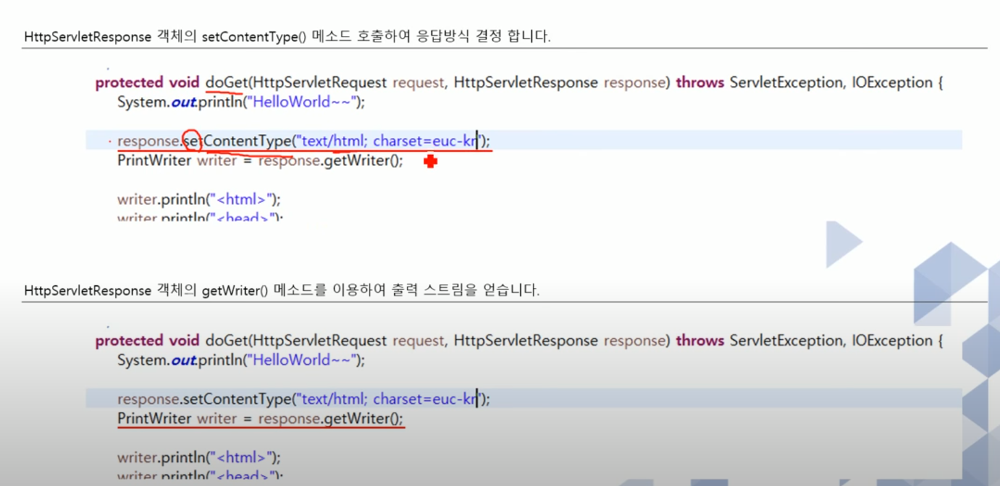 HttpServletResponse 객체의 setContentType() 메소드 호출하여 응답방식 결정 합니다.
protected void doGet(HttpServletRequest request, HttpServletResponse response) throws ServletException, IOException {
System.out.println("HelloWorld~~");
response.setContentType("text/html; charset=euc-kr");
PrintWriter writer = response.getWriter();
writer.println("<html>");
writer.println("<head>");
HttpServletResponse 객체의 getWriter() 메소드를 이용하여 출력 스트림을 얻습니다.
protected void doGet(HttpServletRequest request, HttpServletResponse response) throws ServletException, IOException {
System.out.println("HelloWorld~~");
response.setContentType("text/html; charset=euc-kr");
PrintWriter writer = response.getWriter();
writer.println("<html>");
writer.println("<head>");